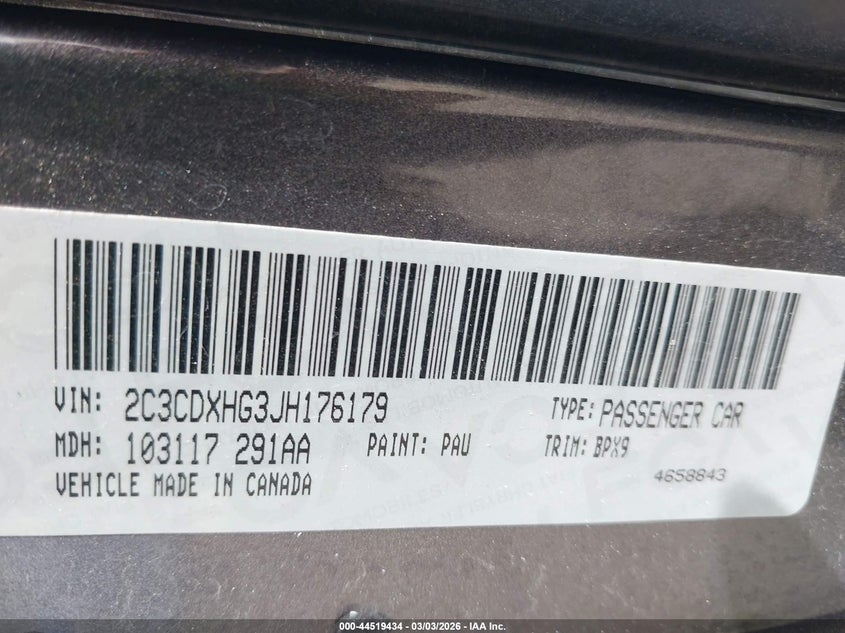 VIN: 2C3CDXHG3JH176179 TYPE: PASSENGER CAR
MDH: 103117 291AA PAINT: PAU TRIM: BPX9
VEHICLE MADE IN CANADA 4658843
000-44519434 | 03/03/2026 - IAA Inc.